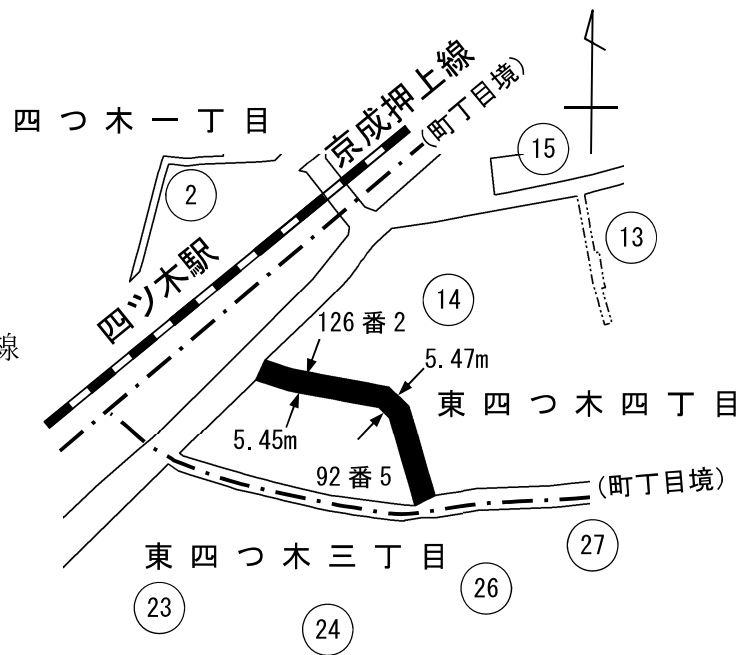 京成押上線
(町丁目境)
四つ木一丁目
15
2
13
四ツ木駅
14
126番2
線
5.47m
東四つ木四丁目
5.45m
92番5
(町丁目境)
東四つ木三丁目
27
26
23
24